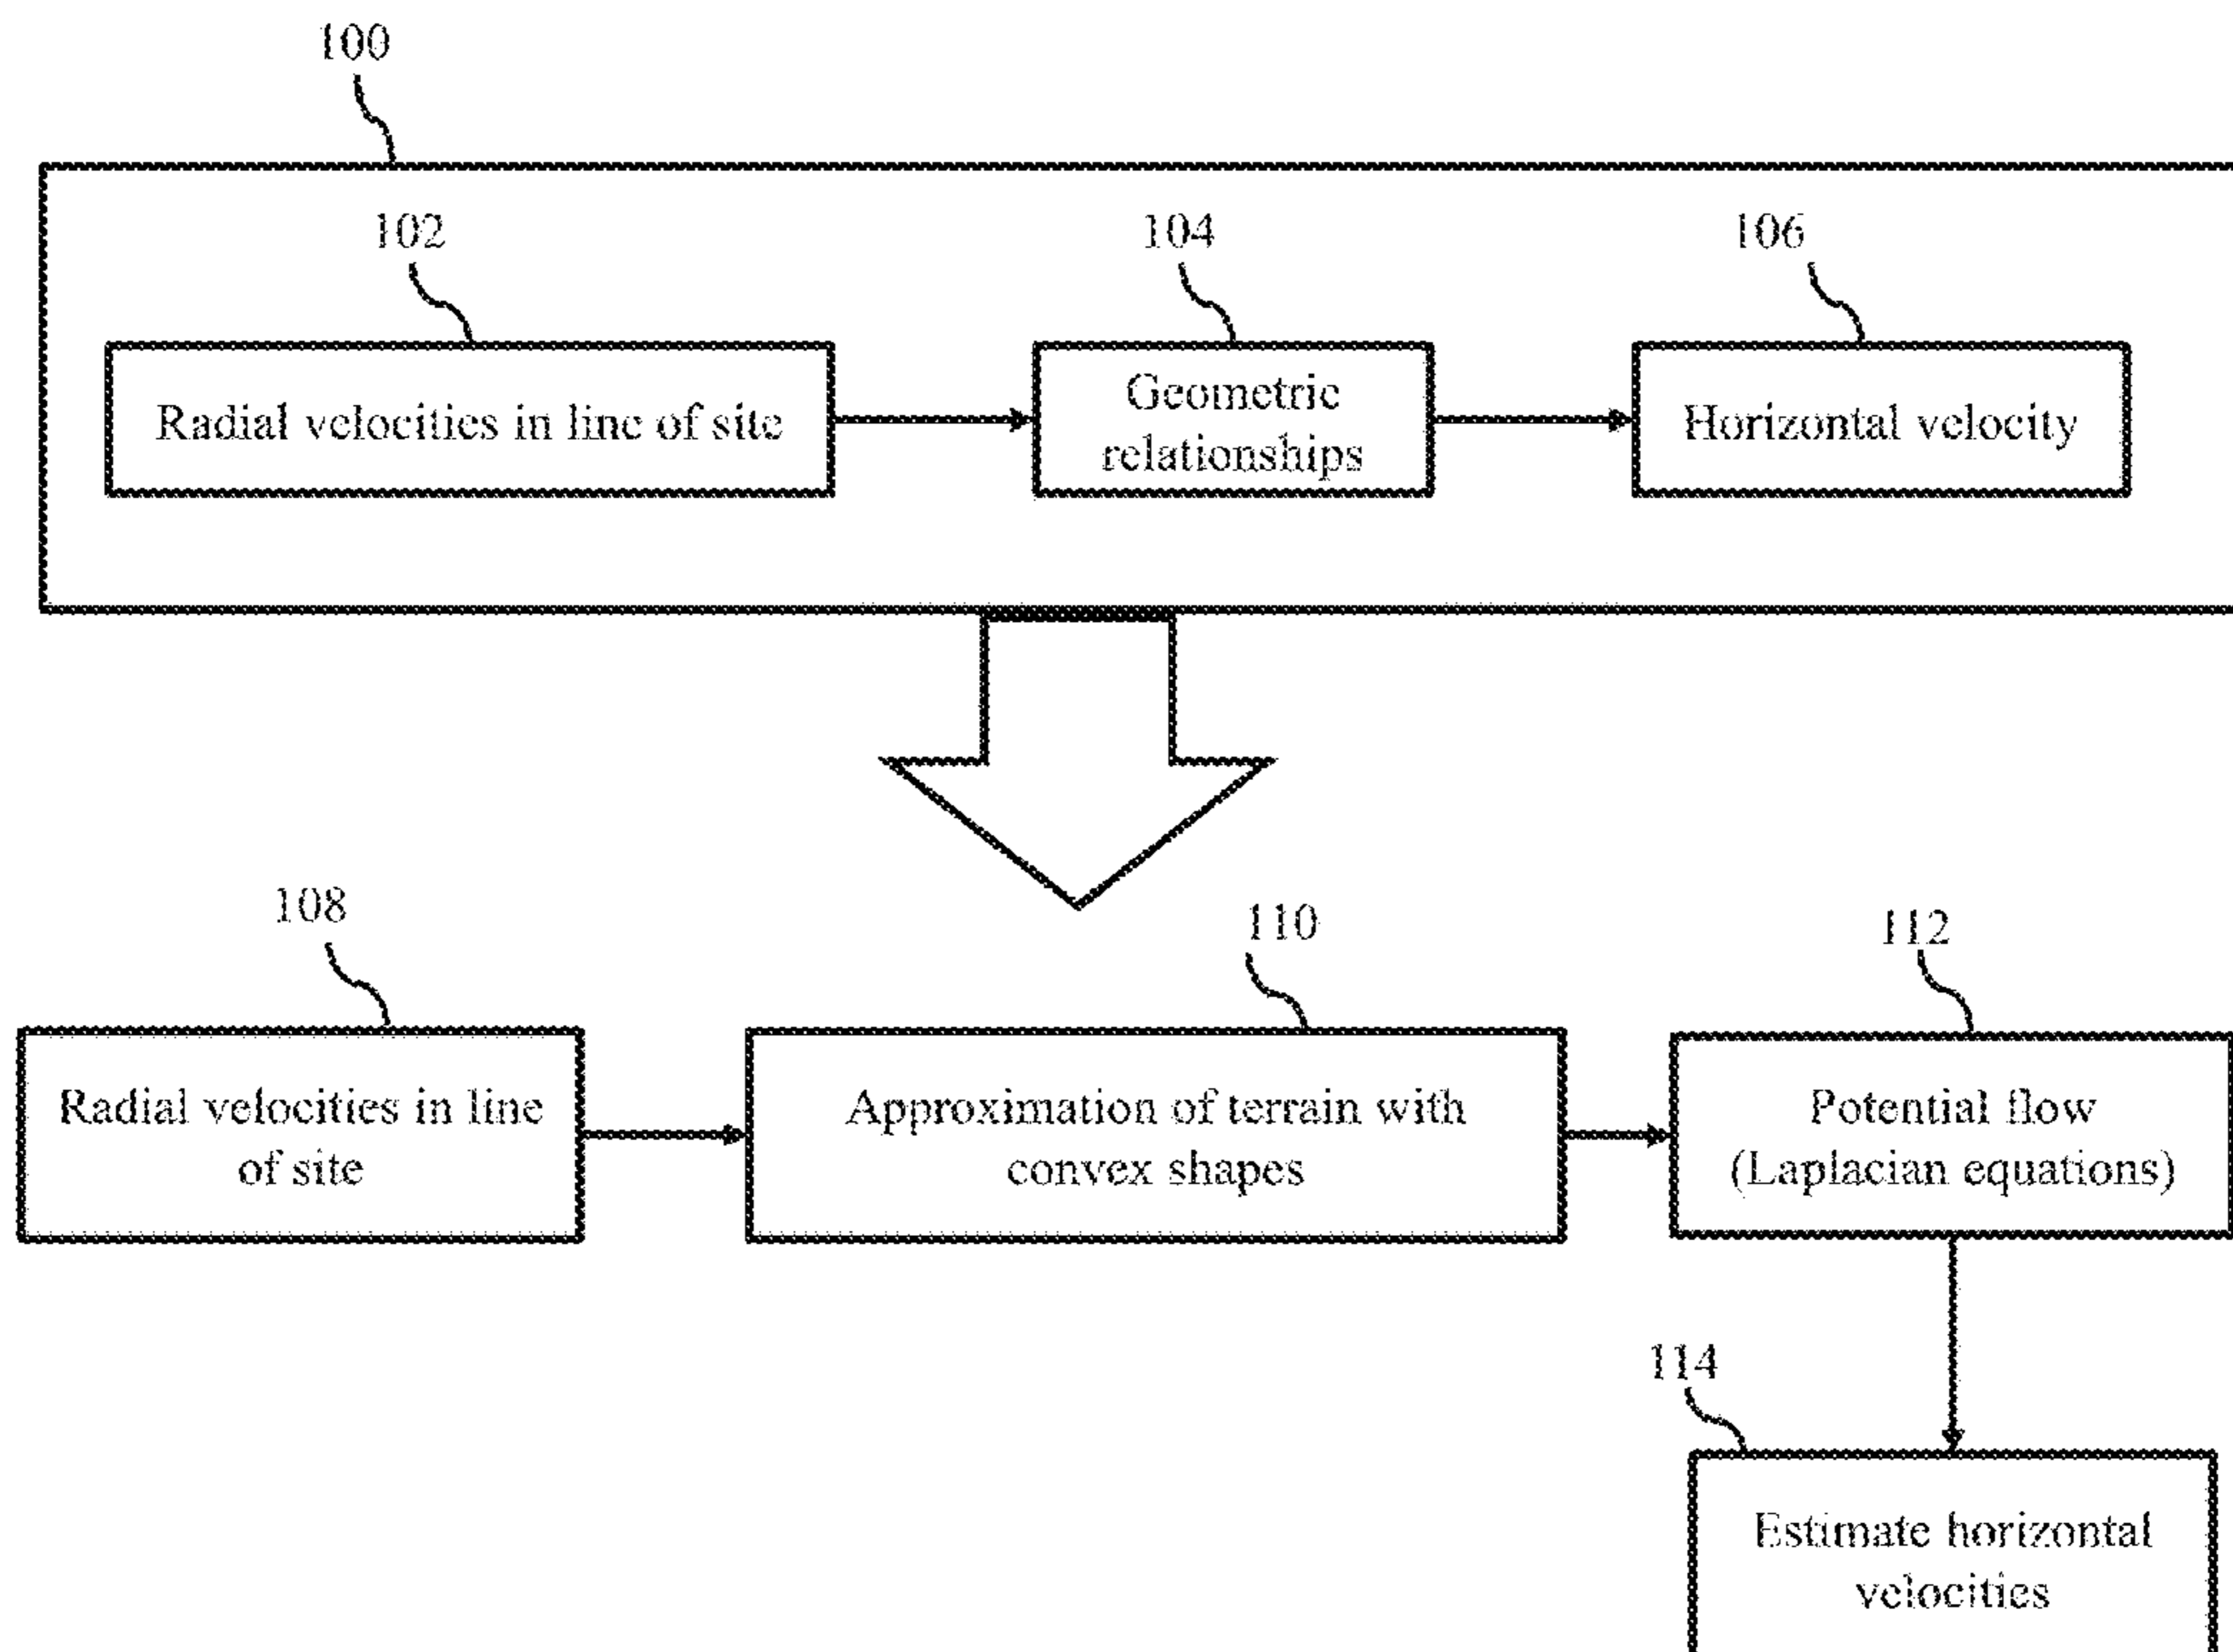 100
102
104
106
Radial velocities in line of site
Geometric
relationships
Horizontal velocity
108
110
112
Radial velocities in line
of site
Approximation of terrain with
convex shapes
Potential flow
(Laplacian equations)
114
Estimate horizontal
velocities